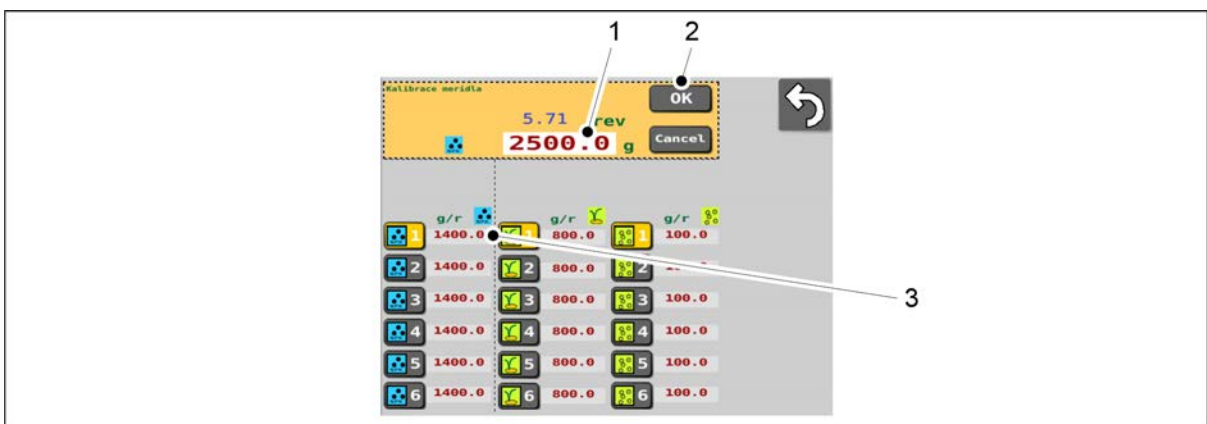 1 2
Kalibrace meridla
OK
5.71 rev
2500.0 g
Cancel
g/r g/r g/r
1 1400.0 1 800.0 1 100.0
2 1400.0 2 800.0 2
3
3 1400.0 3 800.0 3 100.0
4 1400.0 4 800.0 4 100.0
5 1400.0 5 800.0 5 100.0
6 1400.0 6 800.0 6 100.0